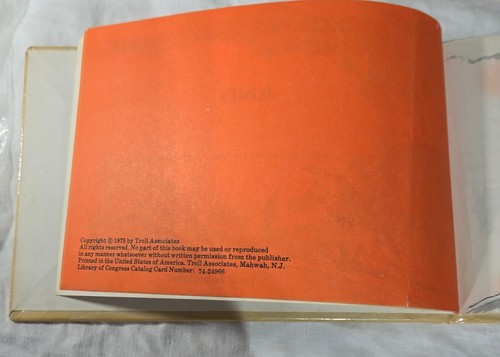 Copyright © 1975 by Troll Associates
All rights reserved. No part of this book may be used or reproduced
in any manner whatsoever without written permission from the publisher.
Printed in the United States of America. Troll Associates, Mahwah, N.J.
Library of Congress Catalog Card Number: 74-24966